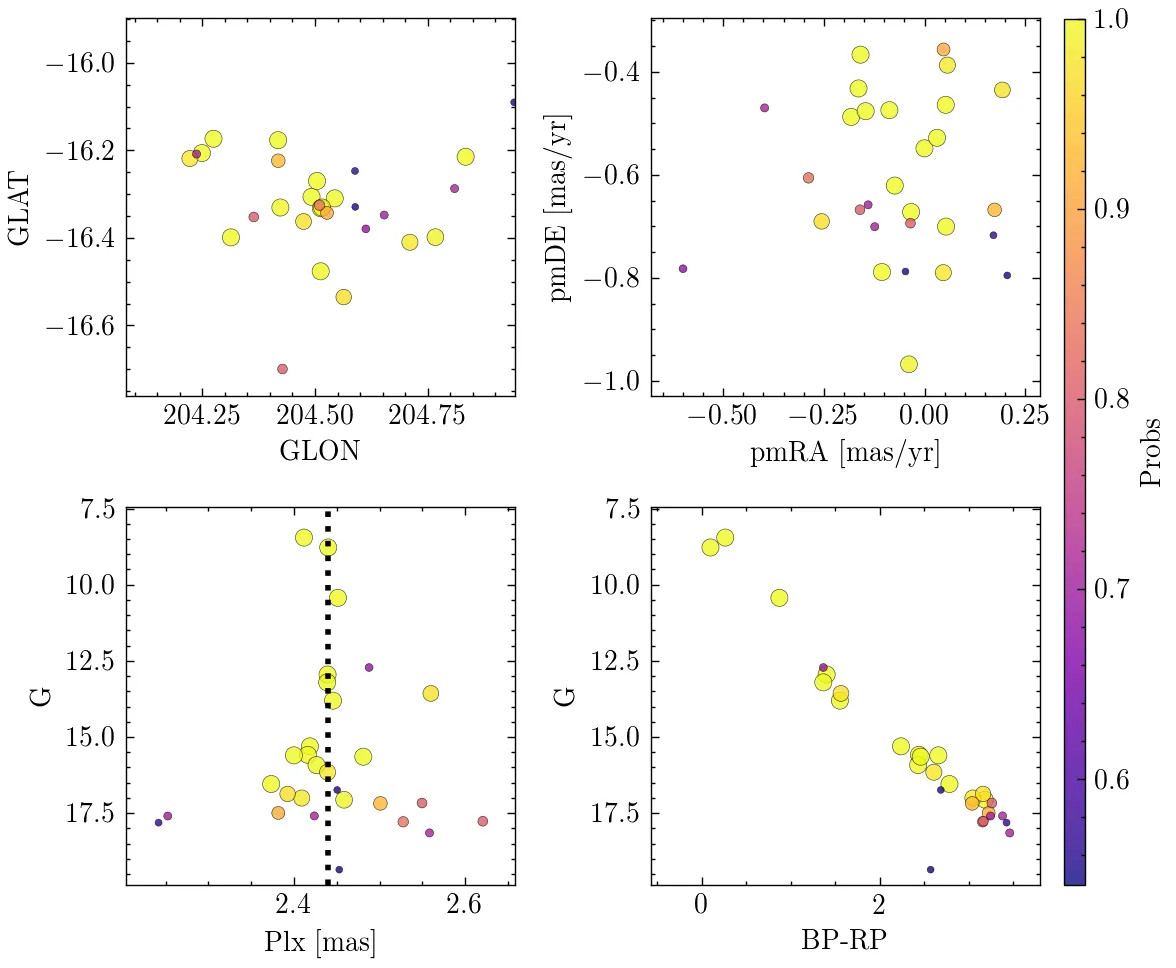 −16.0
−16.2
−16.4
−16.6
GLAT
204.25 204.50 204.75
GLON
−0.4
−0.6
−0.8
−1.0
pmDE [mas/yr]
−0.50 −0.25 0.00 0.25
pmRA [mas/yr]
7.5
10.0
12.5
15.0
17.5
G
2.4 2.6
Plx [mas]
7.5
10.0
12.5
15.0
17.5
G
0 2
BP-RP
1.0
0.9
0.8
0.7
0.6
Probs